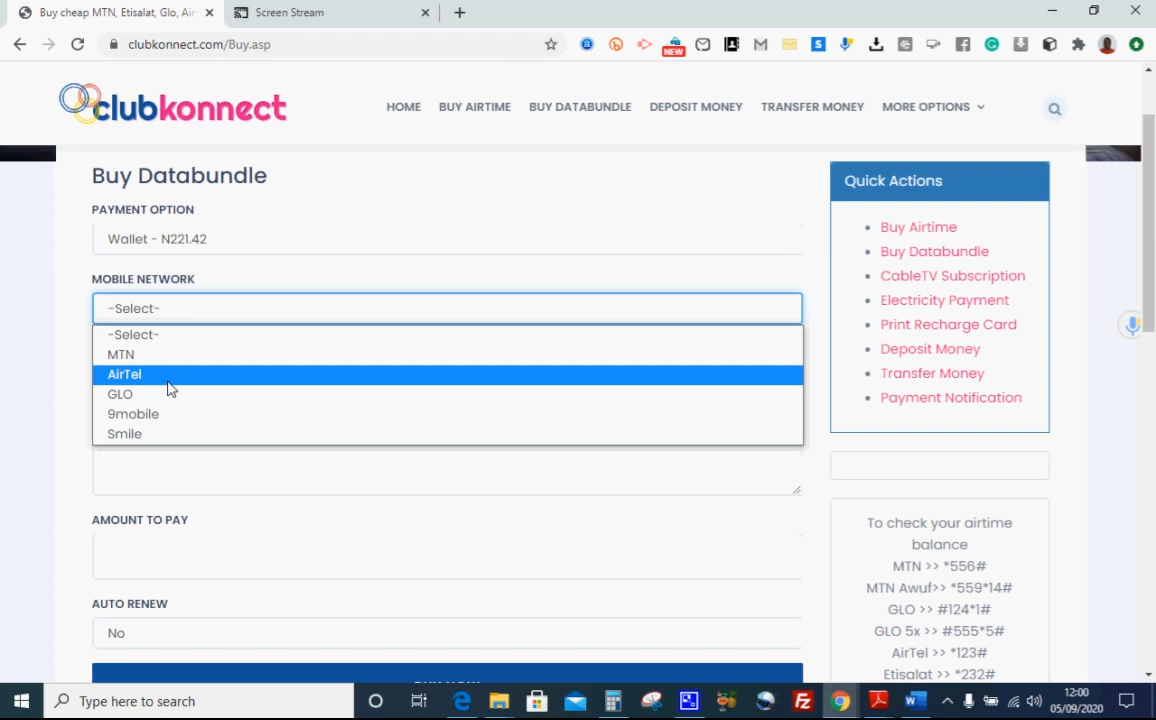 Buy cheap MTN, Etisalat, Glo, Air
Screen Stream
clubkonnect.com/Buy.asp
NEW
clubkonnect
HOME
BUY AIRTIME
BUY DATABUNDLE
DEPOSIT MONEY
TRANSFER MONEY
MORE OPTIONS
Buy Databundle
PAYMENT OPTION
Wallet - N221.42
MOBILE NETWORK
-Select-
-Select-
MTN
AirTel
GLO
9mobile
Smile
AMOUNT TO PAY
AUTO RENEW
No
Quick Actions
Buy Airtime
Buy Databundle
CableTV Subscription
Electricity Payment
Print Recharge Card
Deposit Money
Transfer Money
Payment Notification
To check your airtime
balance
MTN >> *556#
MTN Awuf>> *559*14#
GLO >> #124*1#
GLO 5x >> #555*5#
AirTel >> *123#
Etisalat >> *232#
Type here to search
12:00
05/09/2020